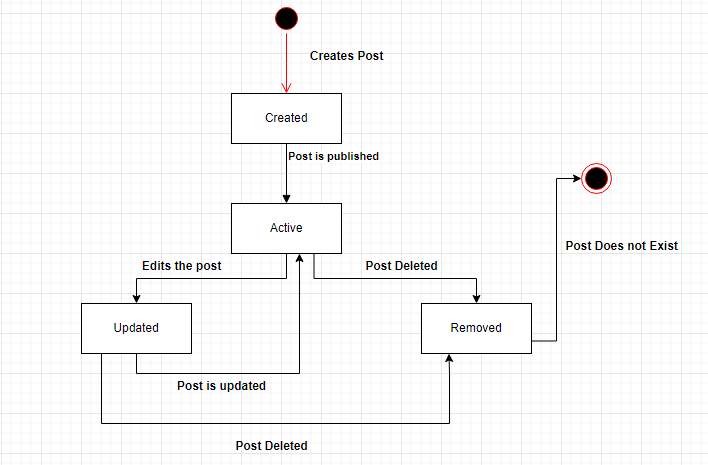 Creates Post
Created
Post is published
Active
Edits the post
Post Deleted
Post Does not Exist
Updated
Removed
Post is updated
Post Deleted